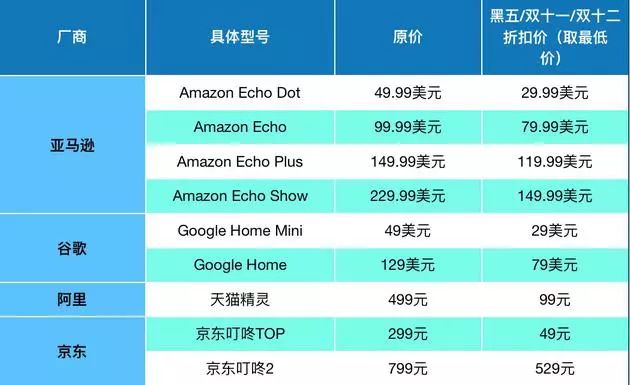 厂商 具体型号 原价 黑五/双十一/双十二
折扣价（取最低
价）
亚马逊
Amazon Echo Dot 49.99美元 29.99美元
Amazon Echo 99.99美元 79.99美元
Amazon Echo Plus 149.99美元 119.99美元
Amazon Echo Show 229.99美元 149.99美元
谷歌
Google Home Mini 49美元 29美元
Google Home 129美元 79美元
阿里 天猫精灵 499元 99元
京东
京东叮咚TOP 299元 49元
京东叮咚2 799元 529元